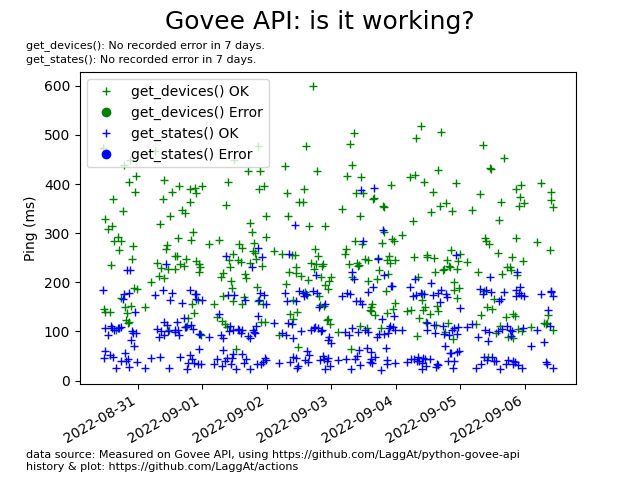 Govee API: is it working?
get_devices(): No recorded error in 7 days.
get_states(): No recorded error in 7 days.
get_devices() OK
get_devices() Error
get_states() OK
get_states() Error
Ping (ms)
600
500
400
300
200
100
0
2022-08-31
2022-09-01
2022-09-02
2022-09-03
2022-09-04
2022-09-05
2022-09-06
data source: Measured on Govee API, using https://github.com/LaggAt/python-govee-api
history & plot: https://github.com/LaggAt/actions